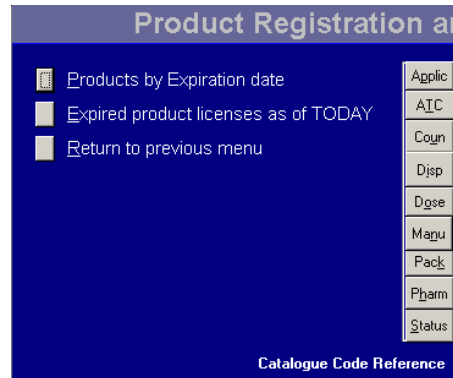 Product Registration a
Products by Expiration date
Expired product licenses as of TODAY
Return to previous menu
Applic
ATC
Coun
Disp
Dose
Manu
Pack
Pharm
Status
Catalogue Code Reference